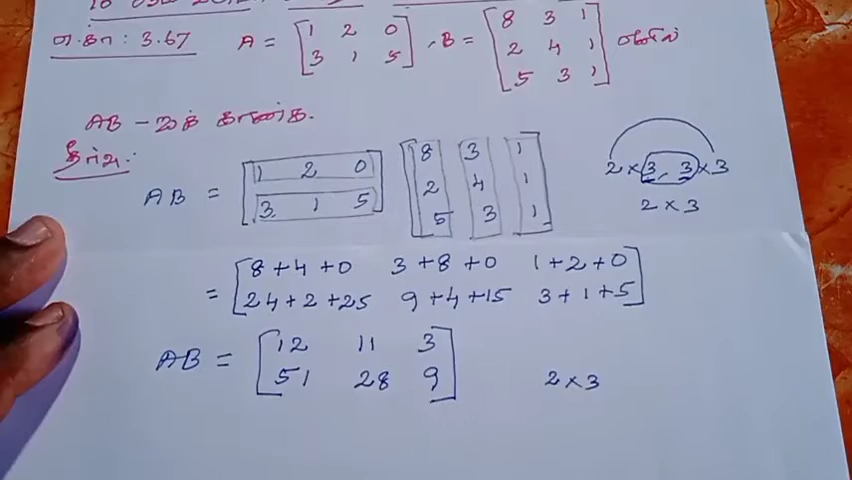 எ.கா : 3.67 A = [1 2 0 3 1 5] , B = [8 3 1 2 4 1 5 3 1] எனில்
AB - ஐக் காண்க.
தீர்வு :
AB = [1 2 0 3 1 5] [8 3 1 2 4 1 5 3 1] 2 × 3, 3 × 3
2 × 3
= [8+4+0 3+8+0 1+2+0
24+2+25 9+4+15 3+1+5]
AB = [12 11 3
51 28 9] 2 × 3